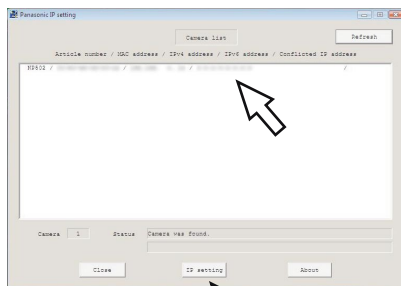 Panasonic IP setting
Camera list
Refresh
Article number / MAC address / IPv4 address / IPv6 address / Conflicted IP address
NP502 / / / /
Camera 1 Status Camera was found.
Close IP setting About